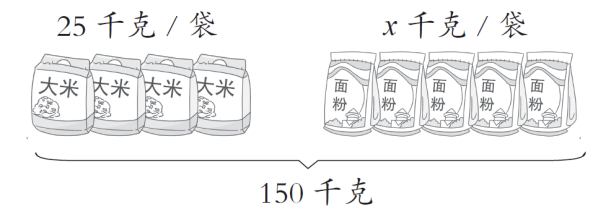 25 千克 / 袋
x 千克 / 袋
大米 大米 大米 大米
面粉 面粉 面粉 面粉 面粉
150 千克